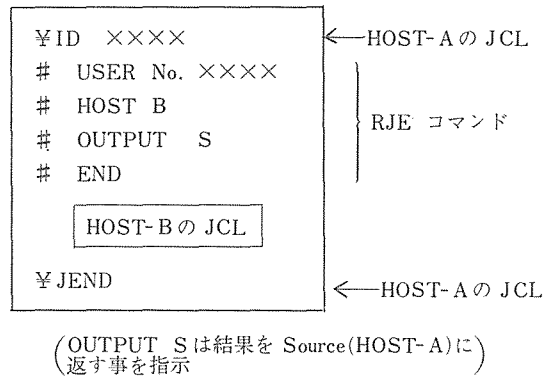 ¥ID ××××
HOST-AのJCL
# USER No. ××××
# HOST B
# OUTPUT S
# END
RJE コマンド
HOST-BのJCL
¥JEND
HOST-AのJCL
(OUTPUT Sは結果をSource(HOST-A)に
返す事を指示)